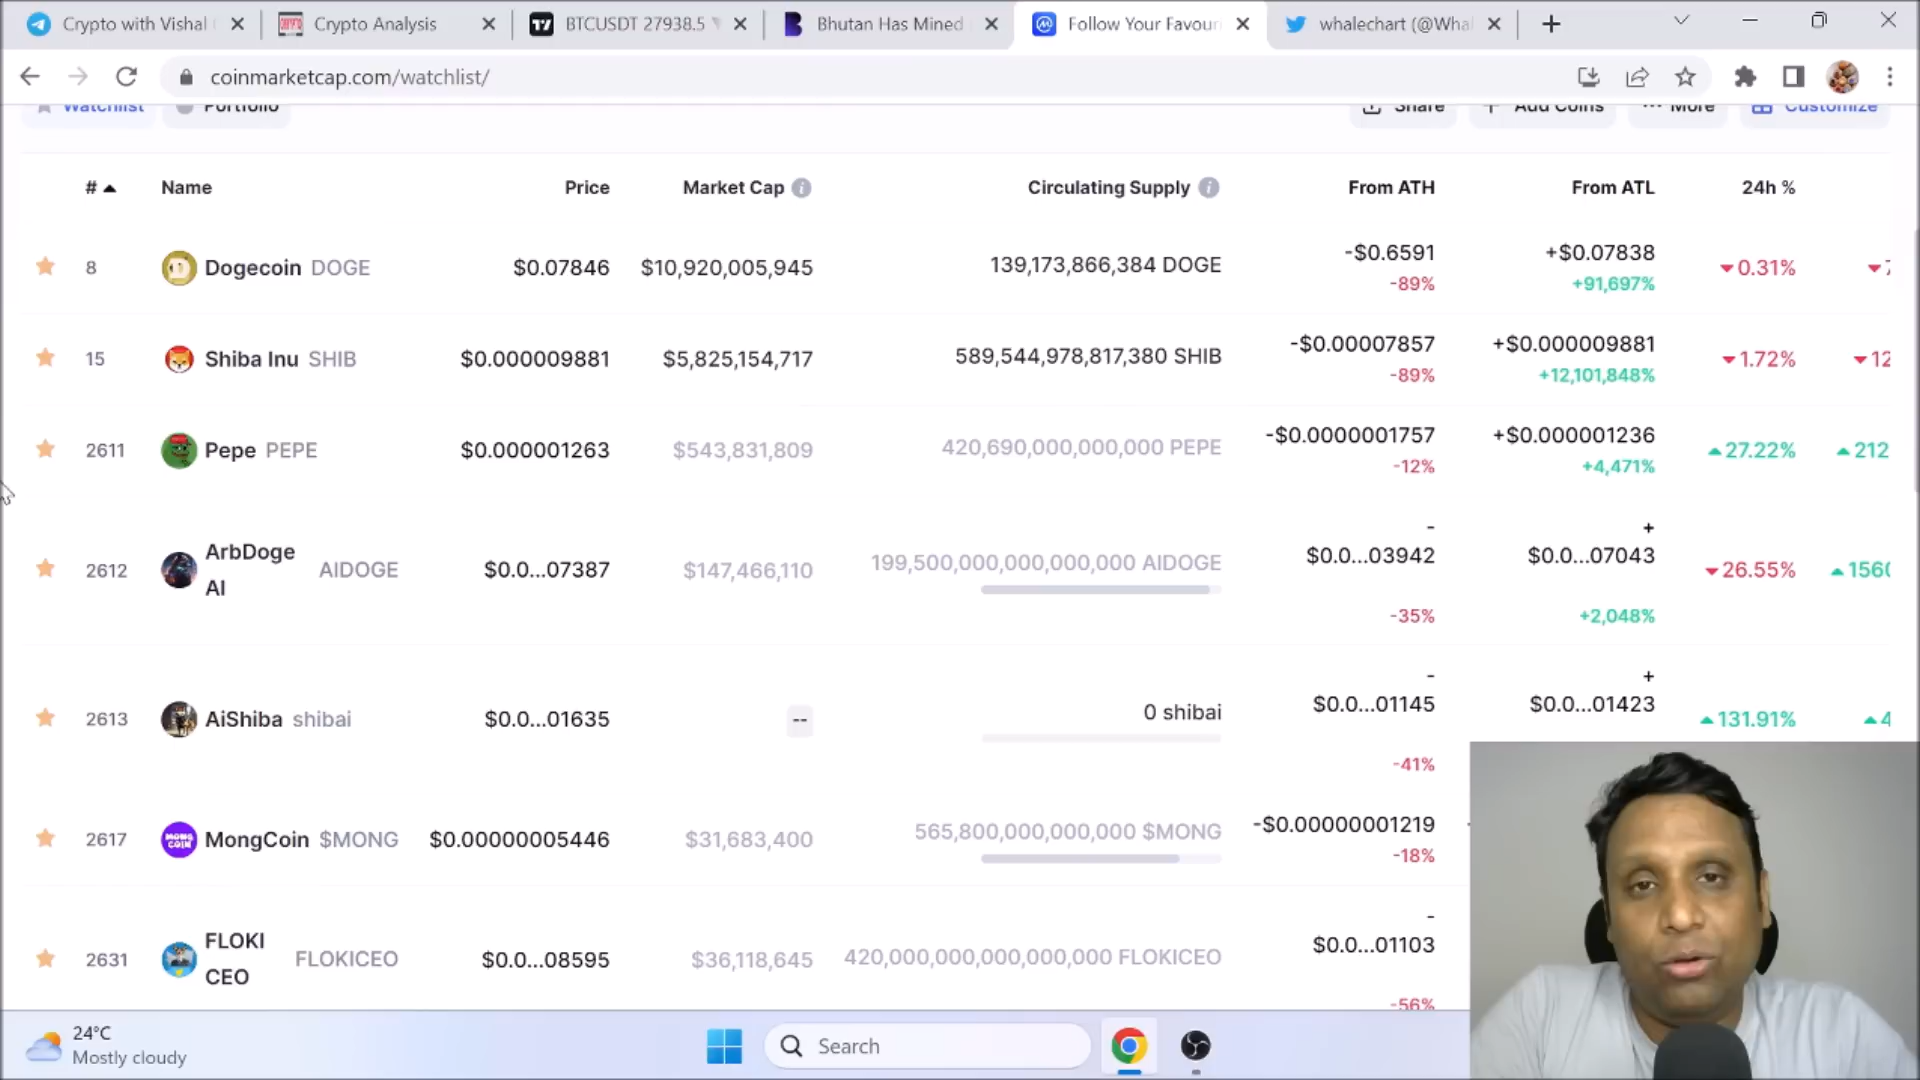 Crypto with Vishal
Crypto Analysis
BTCUSDT 27938.5
Bhutan Has Mined
Follow Your Favour
whalechart (@Whal
coinmarketcap.com/watchlist/
Watchlist
Portfolio
Share
+ Add Coins
... More
Customize
# Name Price Market Cap Circulating Supply From ATH From ATL 24h %
8 Dogecoin DOGE $0.07846 $10,920,005,945 139,173,866,384 DOGE -$0.6591 +$0.07838 0.31%
-89% +91,697%
15 Shiba Inu SHIB $0.000009881 $5,825,154,717 589,544,978,817,380 SHIB -$0.00007857 +$0.000009881 1.72% 12
-89% +12,101,848%
2611 Pepe PEPE $0.000001263 $543,831,809 420,690,000,000,000 PEPE -$0.0000001757 +$0.000001236 27.22% 212
-12% +4,471%
2612 ArbDoge AI AIDOGE $0.0...07387 $147,466,110 199,500,000,000,000,000 AIDOGE - $0.0...03942 + $0.0...07043 26.55% 156
-35% +2,048%
2613 AiShiba shibai $0.0...01635 -- 0 shibai - $0.0...01145 + $0.0...01423 131.91% 4
-41%
2617 MongCoin $MONG $0.00000005446 $31,683,400 565,800,000,000,000 $MONG -$0.00000001219
-18%
MONG
COIN
2631 FLOKI CEO FLOKICEO $0.0...08595 $36,118,645 420,000,000,000,000,000 FLOKICEO - $0.0...01103
-56%
24°C
Mostly cloudy
Search